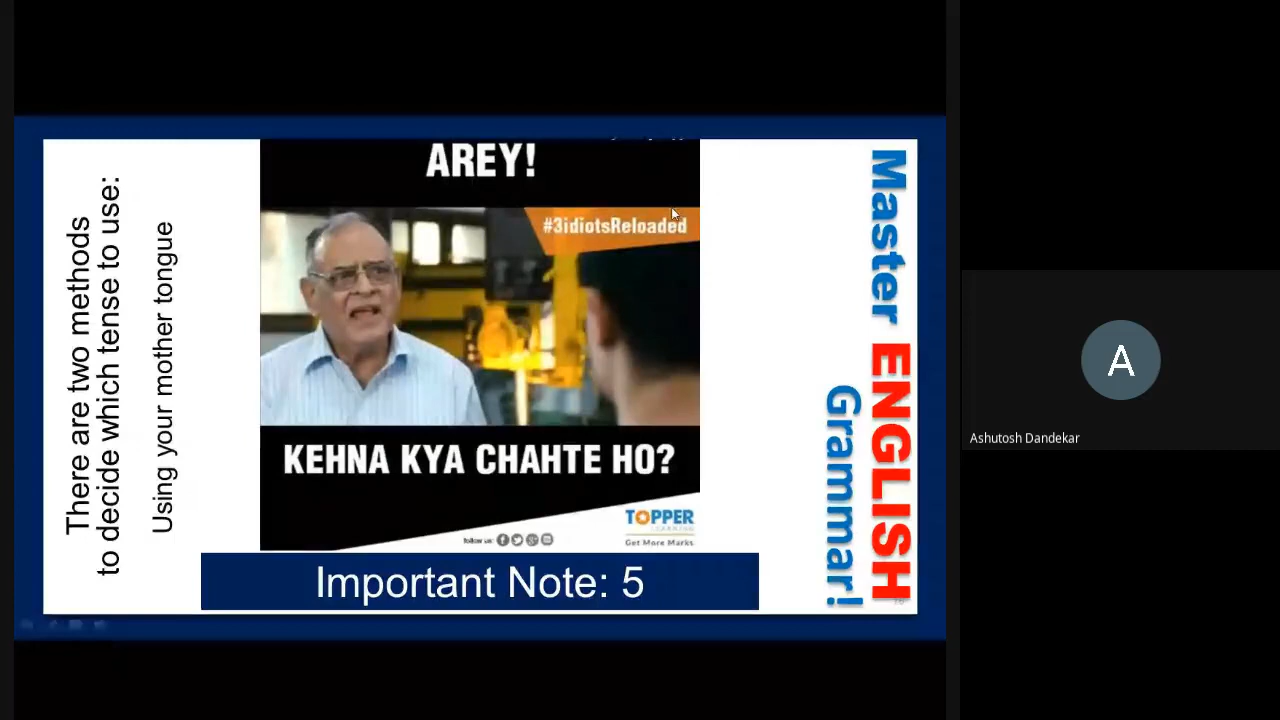 There are two methods
to decide which tense to use:
Using your mother tongue
AREY!
#3idiotsReloaded
KEHNA KYA CHAHTE HO?
follow us:
TOPPER
LEARNING
Get More Marks
Important Note: 5
Master ENGLISH
Grammar!
A
Ashutosh Dandekar